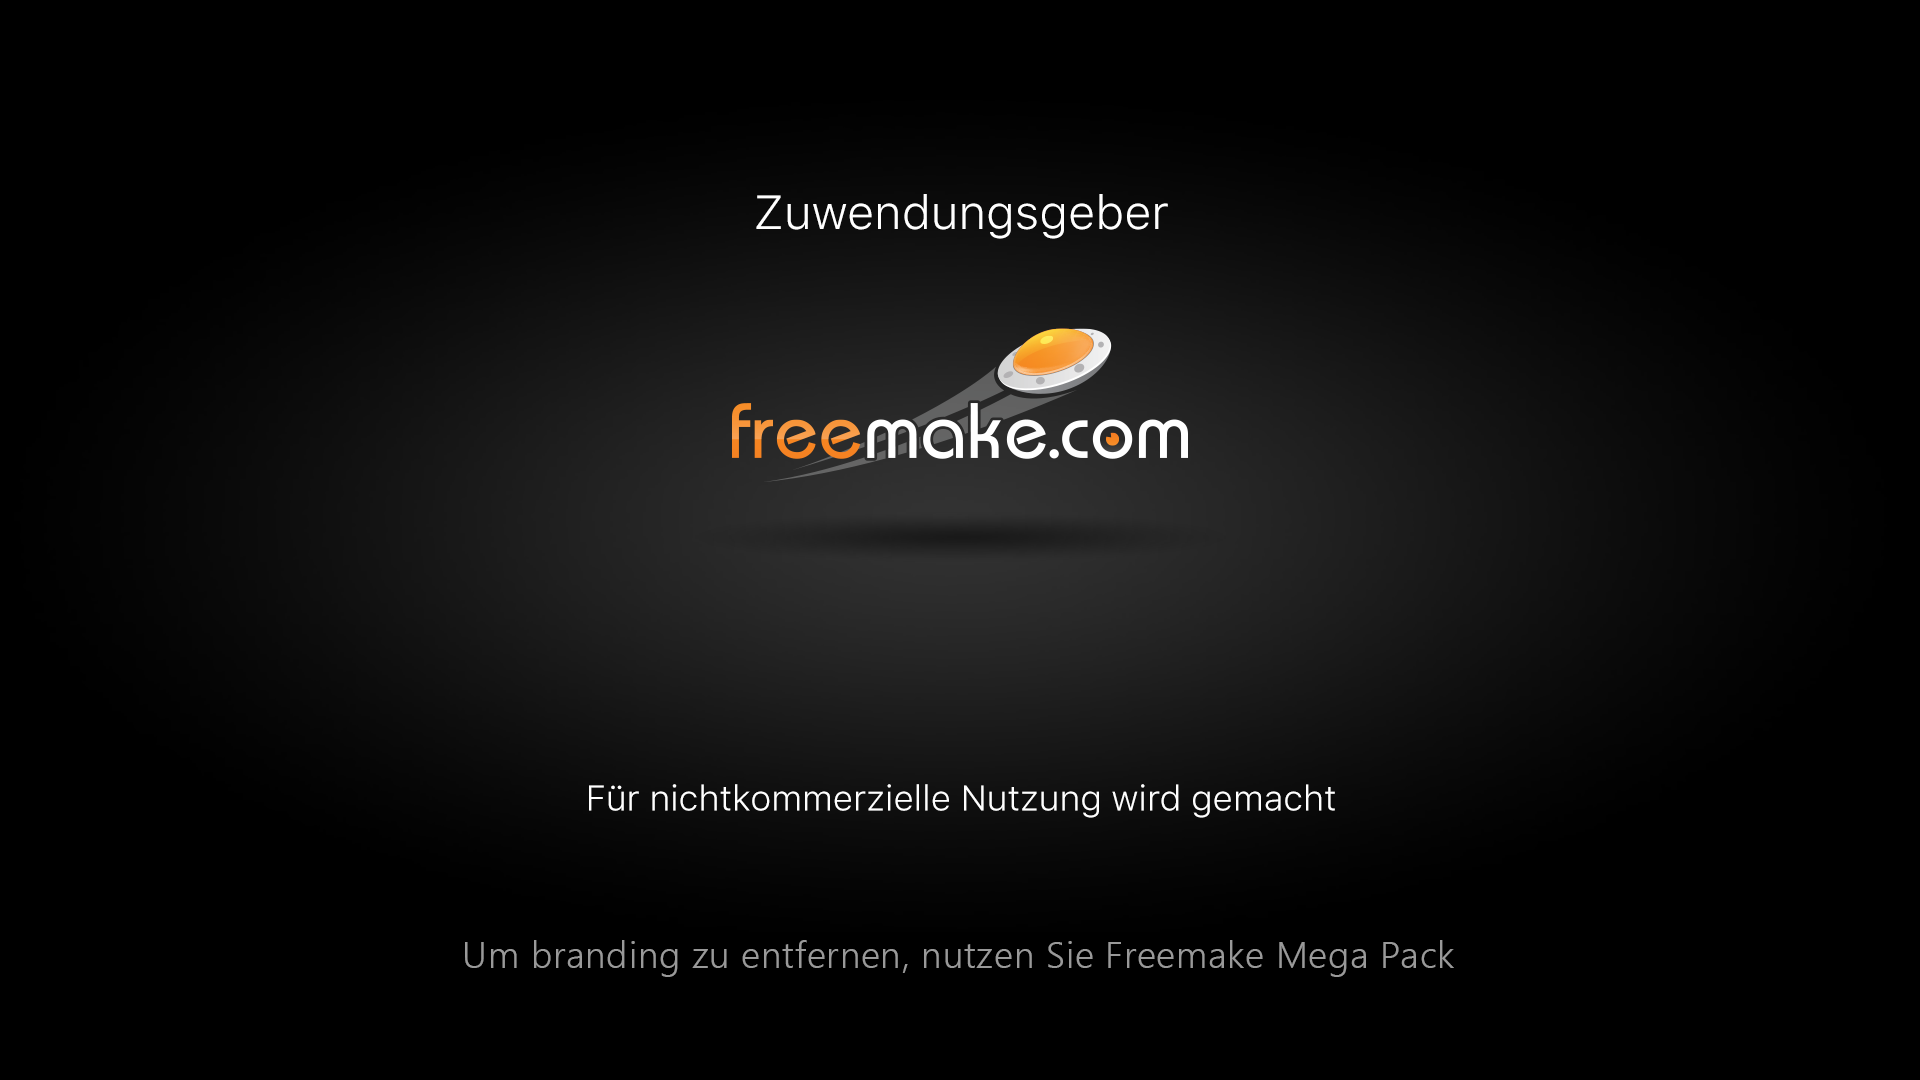 Zuwendungsgeber
freemake.com
Für nichtkommerzielle Nutzung wird gemacht
Um branding zu entfernen, nutzen Sie Freemake Mega Pack